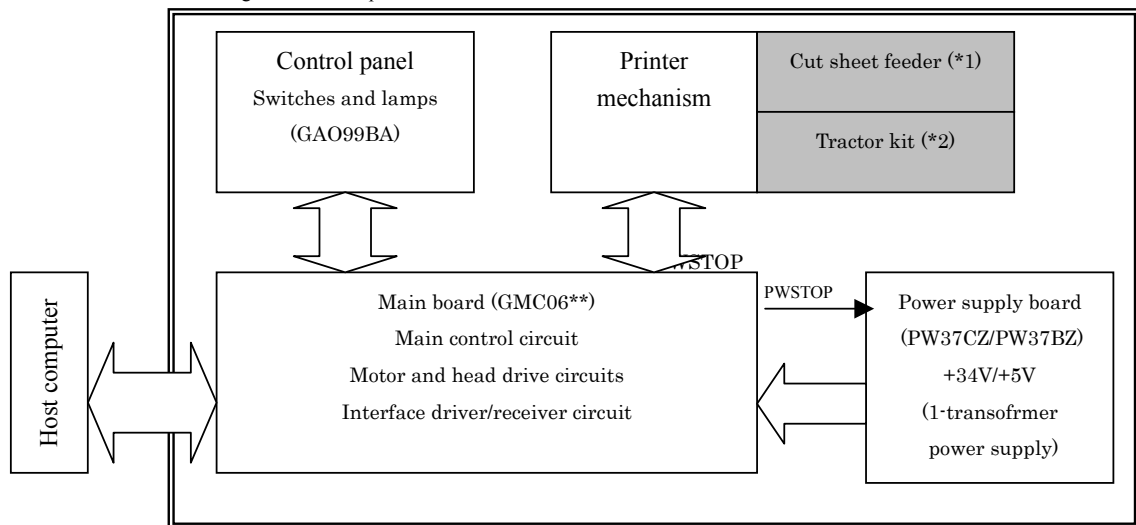 Control panel
Switches and lamps
(GAO99BA)
Printer
mechanism
Cut sheet feeder (*1)
Tractor kit (*2)
Host computer
WSTOP
Main board (GMC06**)
Main control circuit
Motor and head drive circuits
Interface driver/receiver circuit
PWSTOP
Power supply board
(PW37CZ/PW37BZ)
+34V/+5V
(1-transofrmer
power supply)